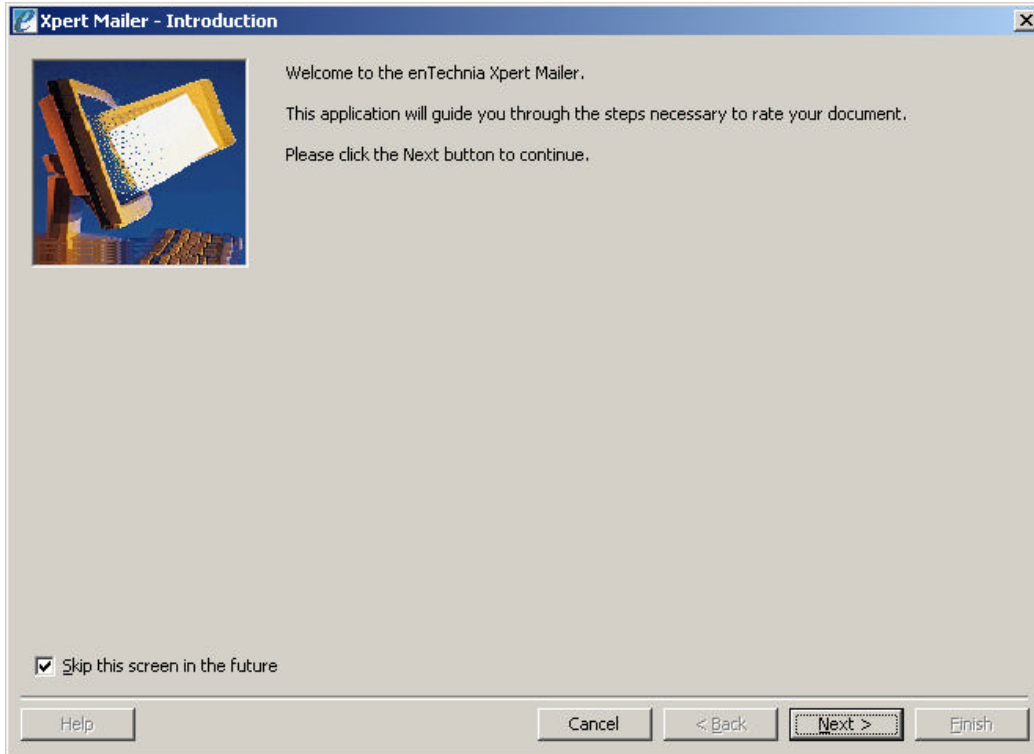 Xpert Mailer - Introduction
Welcome to the enTechnia Xpert Mailer.
This application will guide you through the steps necessary to rate your document.
Please click the Next button to continue.
Skip this screen in the future
Help Cancel < Back Next > Finish